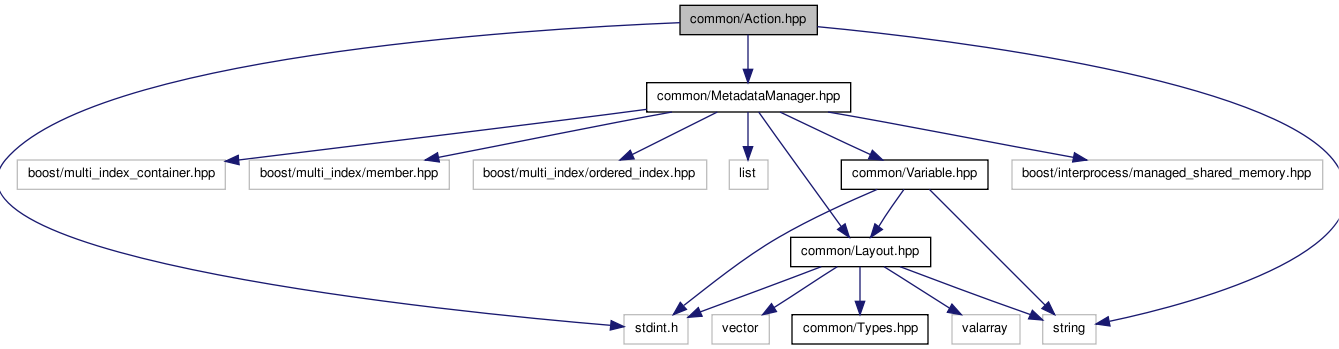 common/Action.hpp
common/MetadataManager.hpp
boost/multi_index_container.hpp
boost/multi_index/member.hpp
boost/multi_index/ordered_index.hpp
list
common/Variable.hpp
boost/interprocess/managed_shared_memory.hpp
common/Layout.hpp
stdint.h
vector
common/Types.hpp
valarray
string